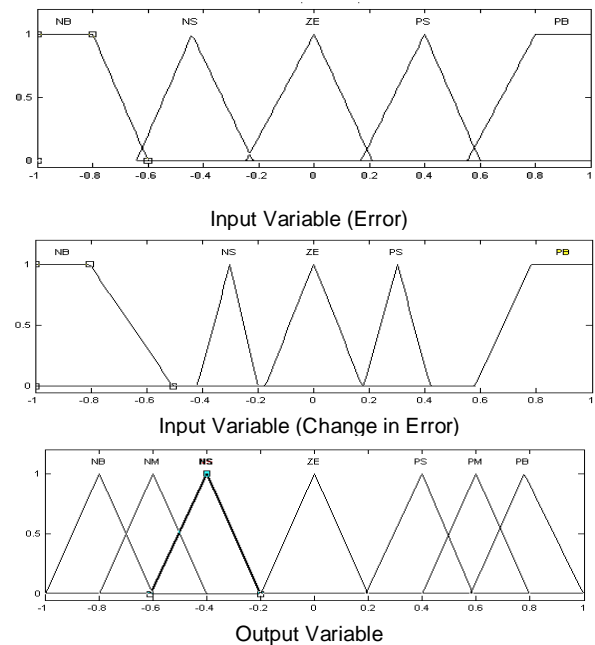 NB NS ZE PS PB
1
0.5
0
-1 -0.8 -0.6 -0.4 -0.2 0 0.2 0.4 0.6 0.8 1
Input Variable (Error)
NB NS ZE PS PB
1
0.5
0
-1 -0.8 -0.6 -0.4 -0.2 0 0.2 0.4 0.6 0.8 1
Input Variable (Change in Error)
NB NM NS ZE PS PM PB
1
0.5
0
-1 -0.8 -0.6 -0.4 -0.2 0 0.2 0.4 0.6 0.8 1
Output Variable